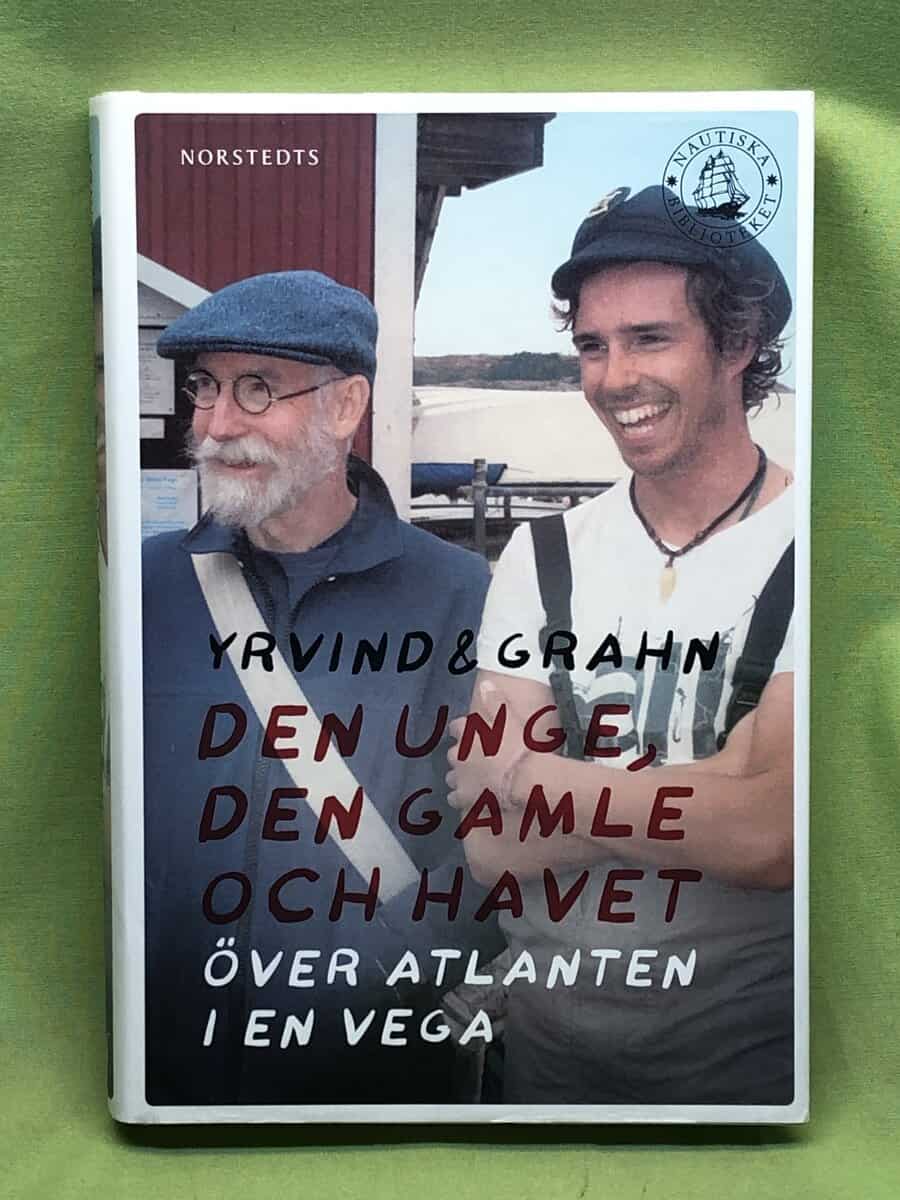 NORSTEDTS
NAUTISKA
BIBLIOTEKET
YRVIND & GRAHN
DEN UNGE,
DEN GAMLE
OCH HAVET
ÖVER ATLANTEN
I EN VEGA